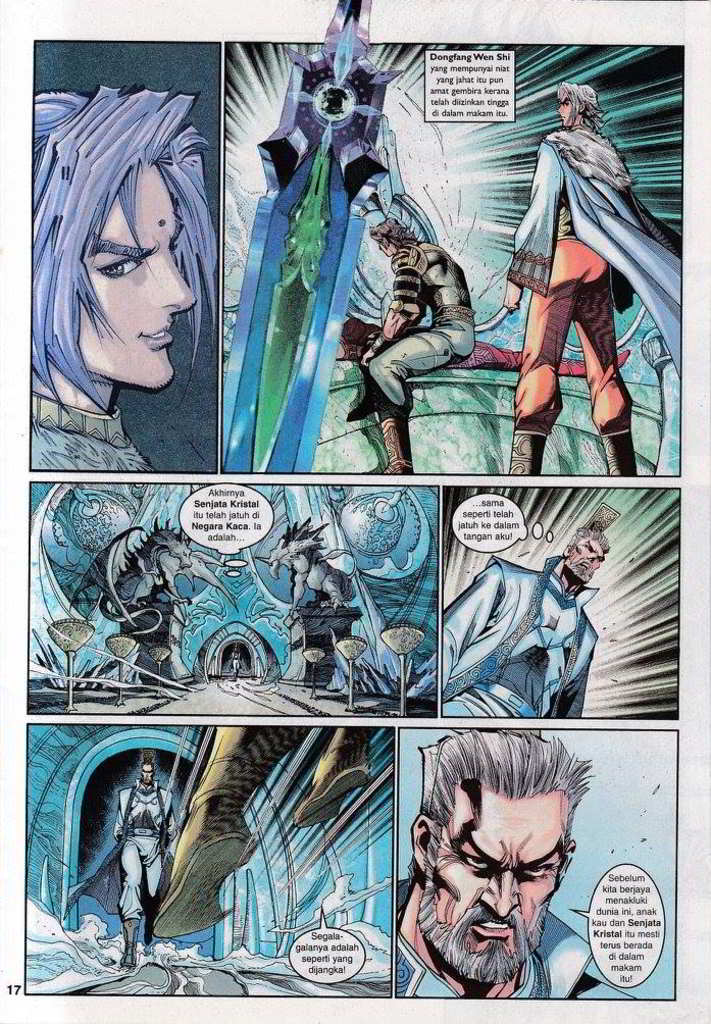 Dongfang Wen Shi
yang mempunyai niat
yang jahat itu pun
amat gembira kerana
telah diizinkan tingga
di dalam makam itu.
Akhirnya
Senjata Kristal
itu telah jatuh di
Negara Kaca. Ia
adalah...
...sama
seperti telah
jatuh ke dalam
tangan aku!
Segala-
galanya adalah
seperti yang
dijangka!
Sebelum
kita berjaya
menakluki
dunia ini, anak
kau dan Senjata
Kristal itu mesti
terus berada
di dalam
makam
itu!
17